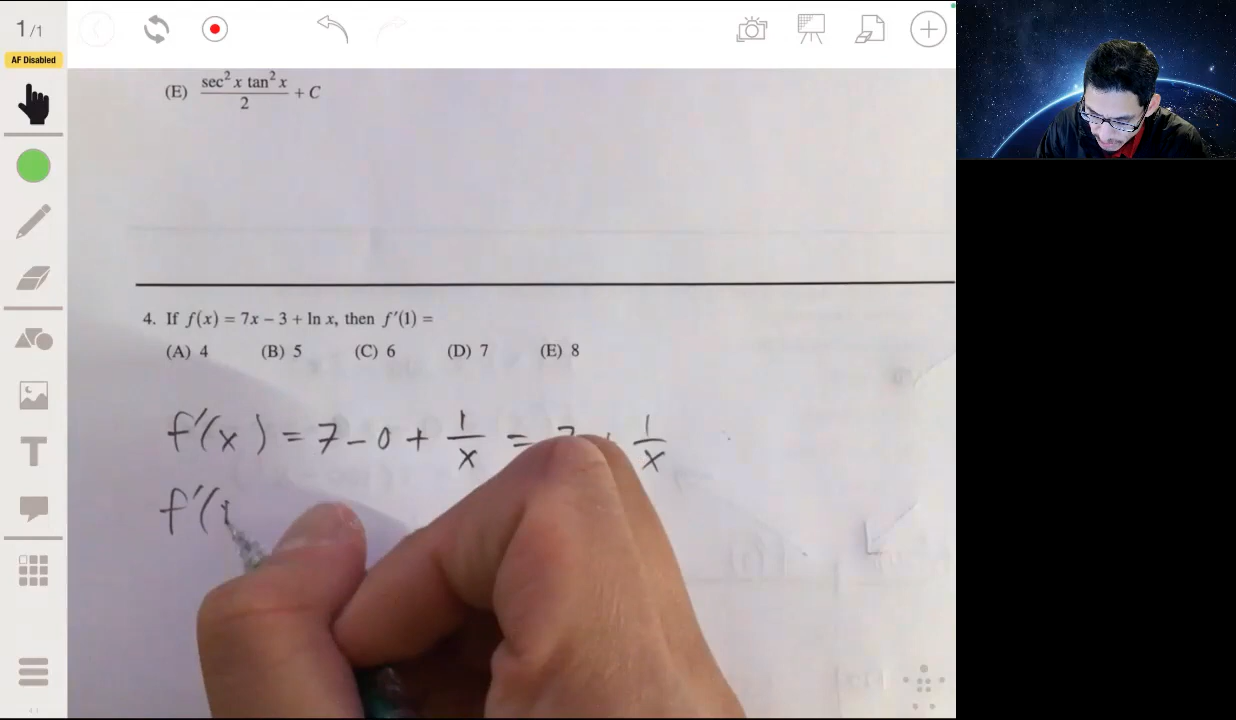 1/1
AF Disabled
(E) sec² x tan² x / 2 + C
4. If f(x) = 7x − 3 + ln x, then f′(1) =
(A) 4 (B) 5 (C) 6 (D) 7 (E) 8
f′(x) = 7 − 0 + 1/x = 7 + 1/x
f′(1
T